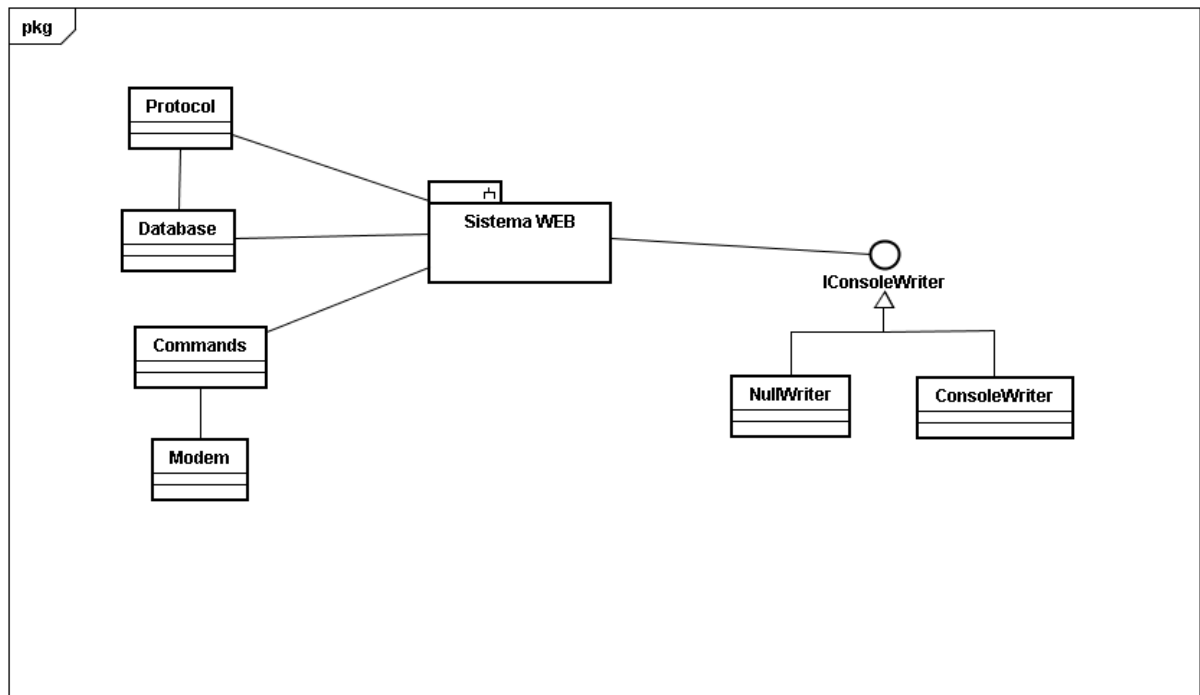 pkg
Protocol
Database
Sistema WEB
IConsoleWriter
Commands
NullWriter
ConsoleWriter
Modem